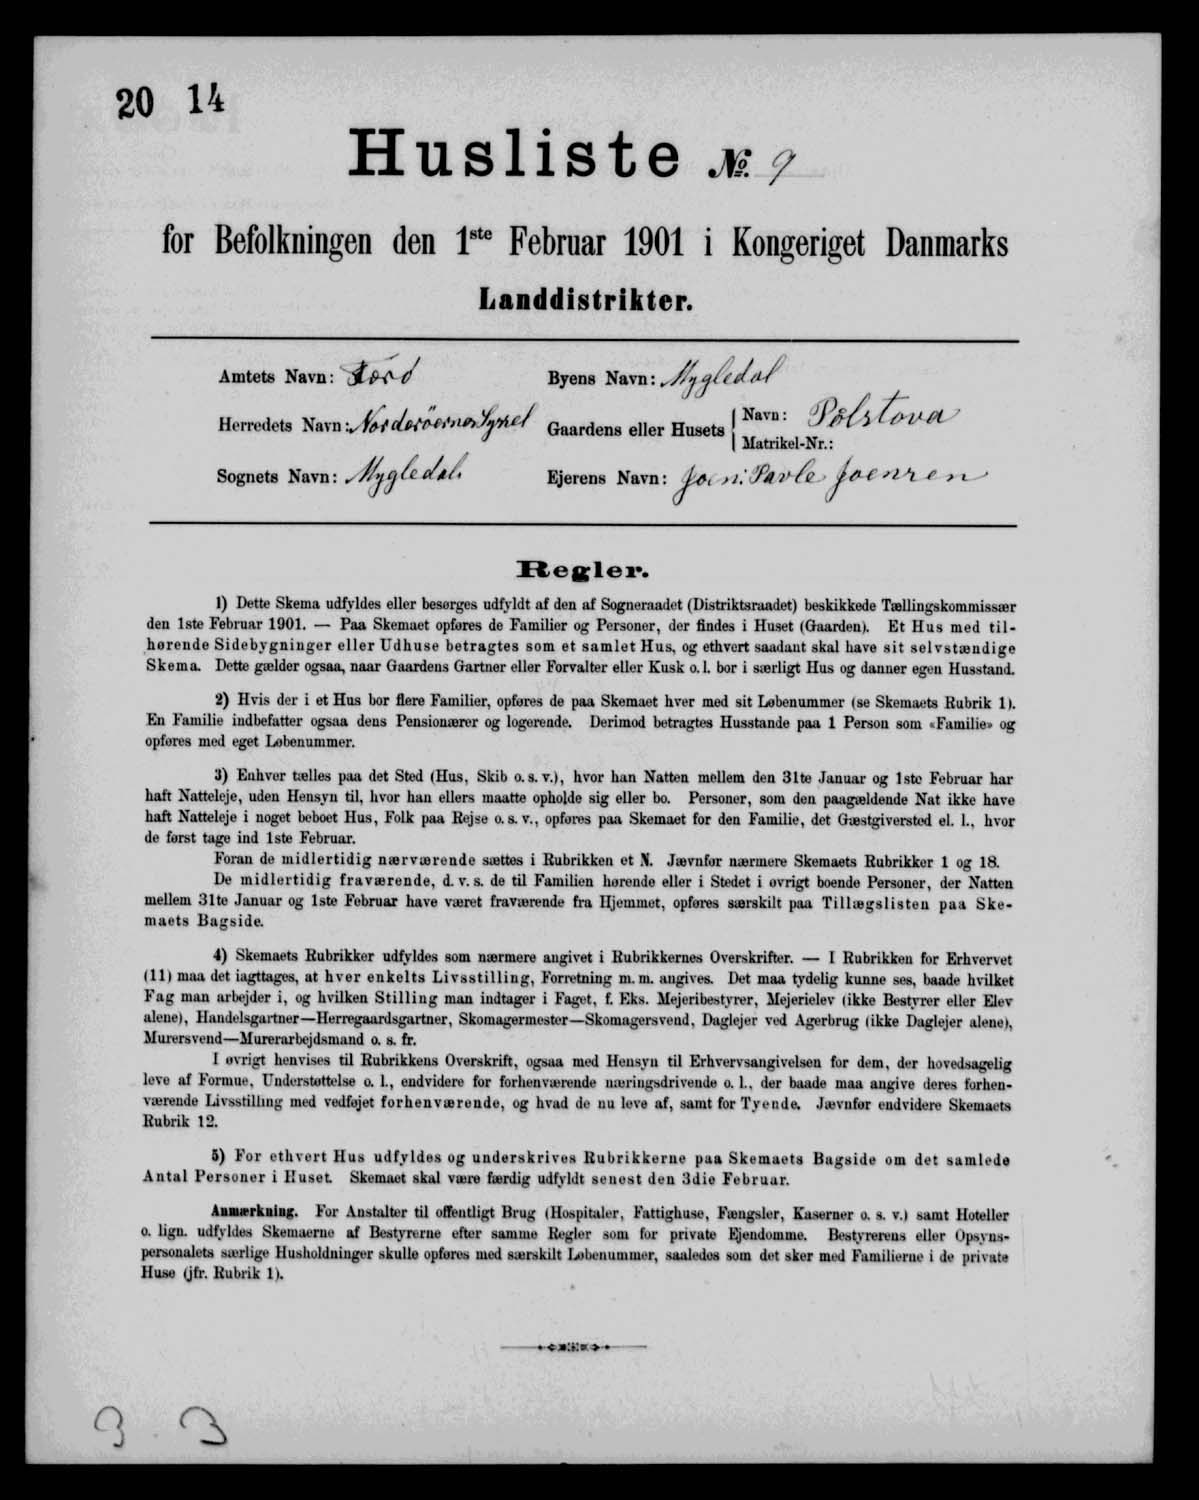 20 14
Husliste №. 9
for Befolkningen den 1ste Februar 1901 i Kongeriget Danmarks
Landdistrikter.
Amtets Navn: Færö
Byens Navn: Mygledal
Herredets Navn: Norderöernes Syssel
Gaardens eller Husets
Navn: Pålstova
Matrikel-Nr.:
Sognets Navn: Mygledal.
Ejerens Navn: Joen: Pavle Joensen
Regler.
1) Dette Skema udfyldes eller besørges udfyldt af den af Sogneraadet (Distriktsraadet) beskikkede Tællingskommissær
den 1ste Februar 1901. — Paa Skemaet opføres de Familier og Personer, der findes i Huset (Gaarden). Et Hus med til-
hørende Sidebygninger eller Udhuse betragtes som et samlet Hus, og ethvert saadant skal have sit selvstændige
Skema. Dette gælder ogsaa, naar Gaardens Gartner eller Forvalter eller Kusk o. l. bor i særligt Hus og danner egen Husstand.
2) Hvis der i et Hus bor flere Familier, opføres de paa Skemaet hver med sit Løbenummer (se Skemaets Rubrik 1).
En Familie indbefatter ogsaa dens Pensionærer og logerende. Derimod betragtes Husstande paa 1 Person som «Familie» og
opføres med eget Løbenummer.
3) Enhver tælles paa det Sted (Hus, Skib o. s. v.), hvor han Natten mellem den 31te Januar og 1ste Februar har
haft Natteleje, uden Hensyn til, hvor han ellers maatte opholde sig eller bo. Personer, som den paagældende Nat ikke have
haft Natteleje i noget beboet Hus, Folk paa Rejse o. s. v., opføres paa Skemaet for den Familie, det Gæstgiversted el. l., hvor
de først tage ind 1ste Februar.
Foran de midlertidig nærværende sættes i Rubrikken et N. Jævnfør nærmere Skemaets Rubrikker 1 og 18.
De midlertidig fraværende, d. v. s. de til Familien hørende eller i Stedet i øvrigt boende Personer, der Natten
mellem 31te Januar og 1ste Februar have været fraværende fra Hjemmet, opføres særskilt paa Tillægslisten paa Ske-
maets Bagside.
4) Skemaets Rubrikker udfyldes som nærmere angivet i Rubrikkernes Overskrifter. — I Rubrikken for Erhvervet
(11) maa det iagttages, at hver enkelts Livsstilling, Forretning m. m. angives. Det maa tydelig kunne ses, baade hvilket
Fag man arbejder i, og hvilken Stilling man indtager i Faget, f. Eks. Mejeribestyrer, Mejerielev (ikke Bestyrer eller Elev
alene), Handelsgartner—Herregaardsgartner, Skomagermester—Skomagersvend, Daglejer ved Agerbrug (ikke Daglejer alene),
Murersvend—Murerarbejdsmand o. s. fr.
I øvrigt henvises til Rubrikkens Overskrift, ogsaa med Hensyn til Erhvervsangivelsen for dem, der hovedsagelig
leve af Formue, Understøttelse o. l., endvidere for forhenværende næringsdrivende o. l., der baade maa angive deres forhen-
værende Livsstilling med vedføjet forhenværende, og hvad de nu leve af, samt for Tyende. Jævnfør endvidere Skemaets
Rubrik 12.
5) For ethvert Hus udfyldes og underskrives Rubrikkerne paa Skemaets Bagside om det samlede
Antal Personer i Huset. Skemaet skal være færdig udfyldt senest den 3die Februar.
Anmærkning. For Anstalter til offentligt Brug (Hospitaler, Fattighuse, Fængsler, Kaserner o. s. v.) samt Hoteller
o. lign. udfyldes Skemaerne af Bestyrerne efter samme Regler som for private Ejendomme. Bestyrerens eller Opsyns-
personalets særlige Husholdninger skulle opføres med særskilt Løbenummer, saaledes som det sker med Familierne i de private
Huse (jfr. Rubrik 1).
3 3